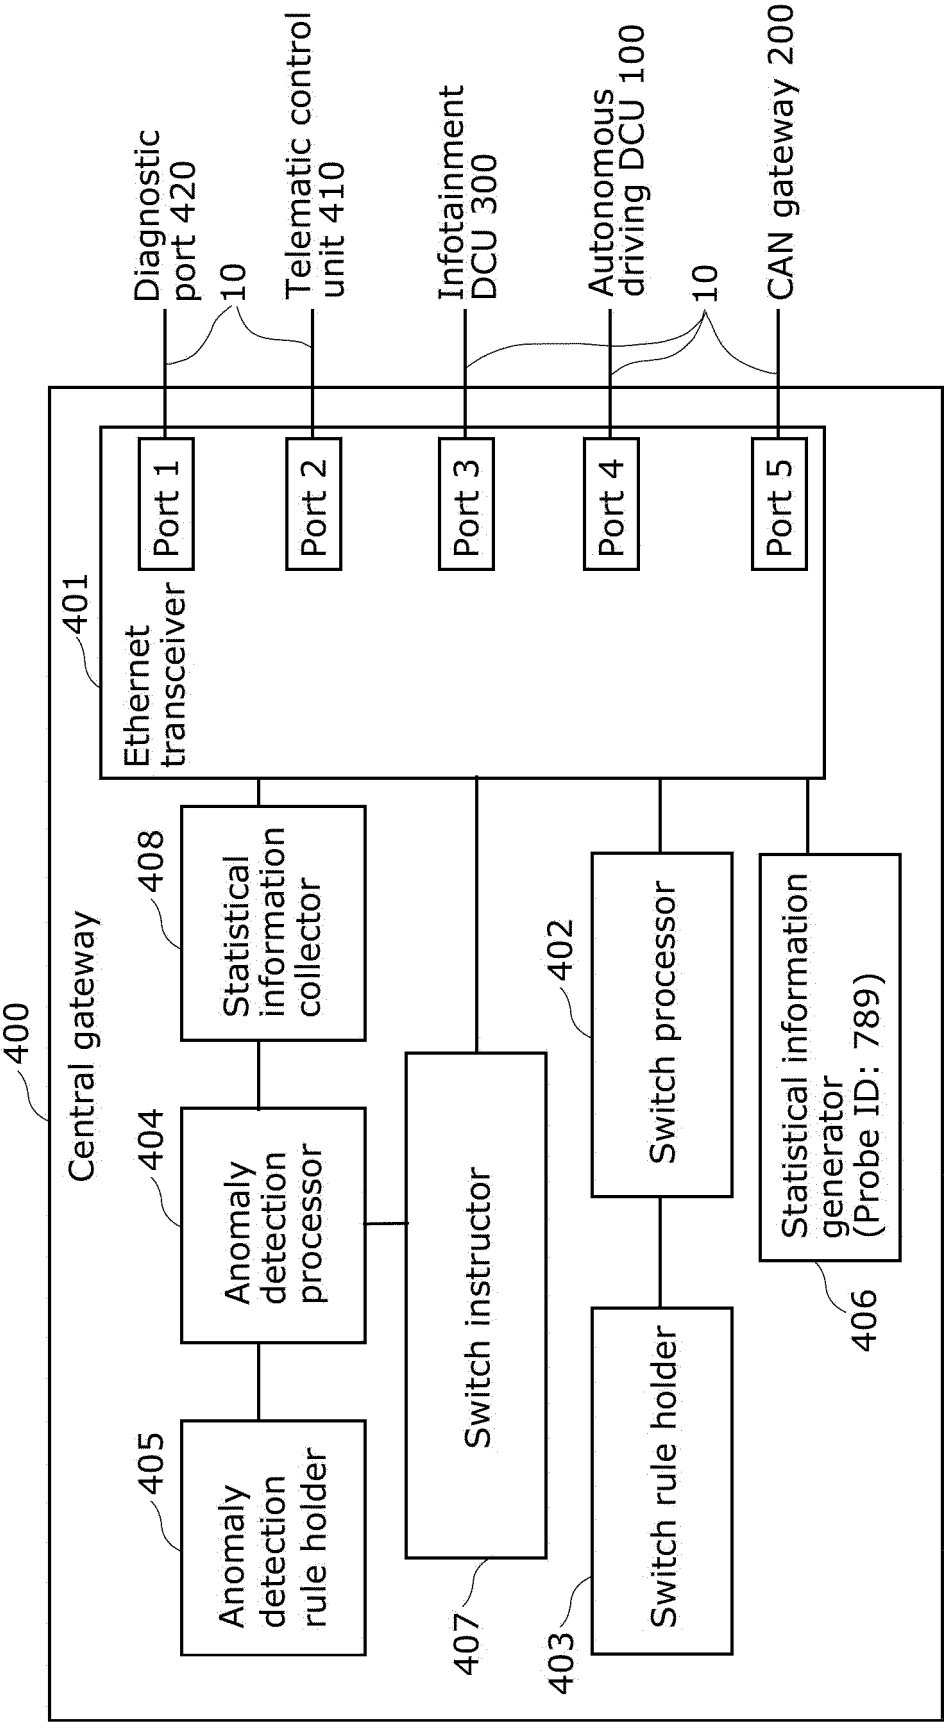 400
Central gateway
405
Anomaly
detection
rule holder
404
Anomaly
detection
processor
408
Statistical
information
collector
401
Ethernet
transceiver
Port 1
Port 2
Port 3
Port 4
Port 5
Diagnostic
port 420
10
Telematic control
unit 410
Infotainment
DCU 300
Autonomous
driving DCU 100
10
CAN gateway 200
407
Switch instructor
403
Switch rule holder
402
Switch processor
406
Statistical information
generator
(Probe ID: 789)